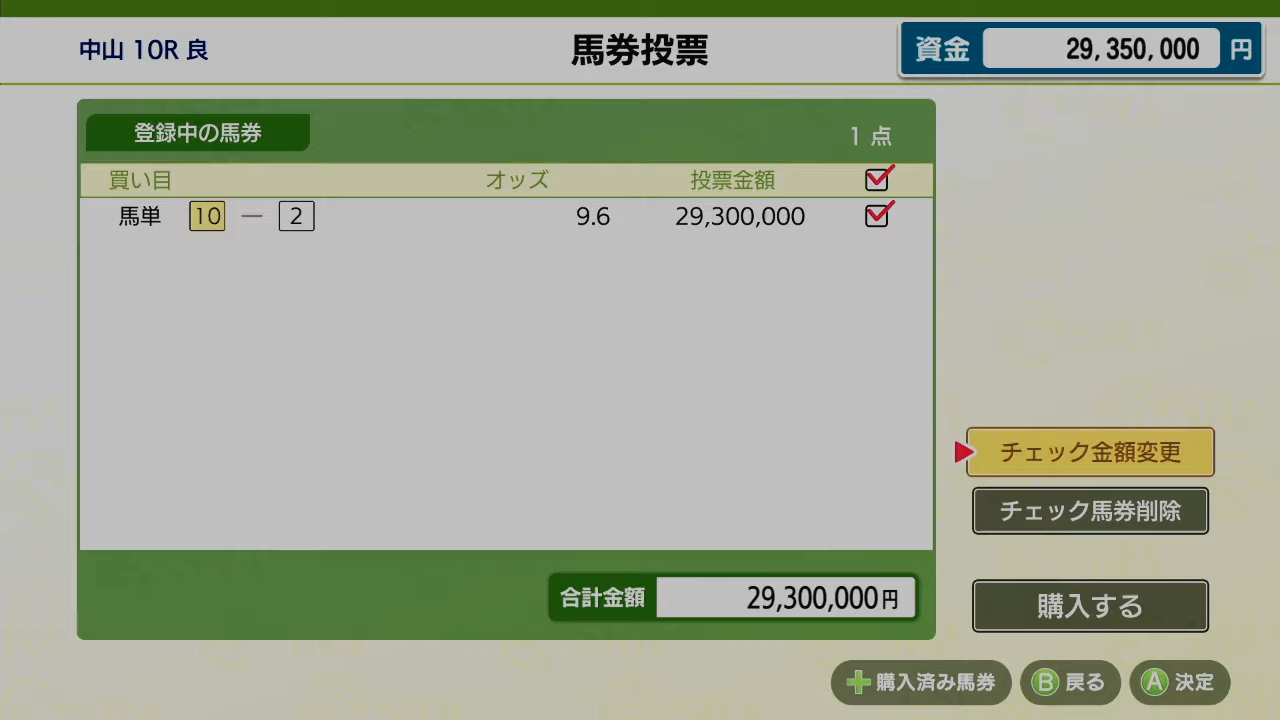 中山 10R 良
馬券投票
資金 29,350,000 円
登録中の馬券
1 点
買い目 オッズ 投票金額
馬単 10 — 2 9.6 29,300,000
チェック金額変更
チェック馬券削除
合計金額 29,300,000円
購入する
購入済み馬券 B 戻る A 決定